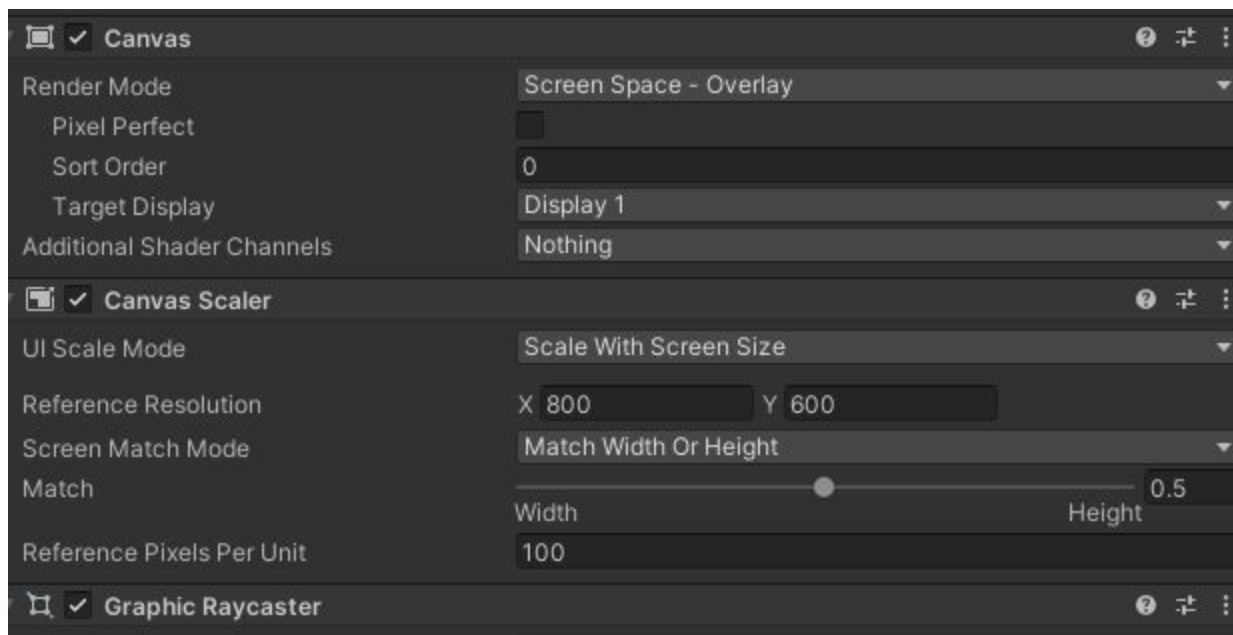 Canvas
Render Mode Screen Space - Overlay
Pixel Perfect
Sort Order 0
Target Display Display 1
Additional Shader Channels Nothing
Canvas Scaler
UI Scale Mode Scale With Screen Size
Reference Resolution X 800 Y 600
Screen Match Mode Match Width Or Height
Match 0.5
Width Height
Reference Pixels Per Unit 100
Graphic Raycaster